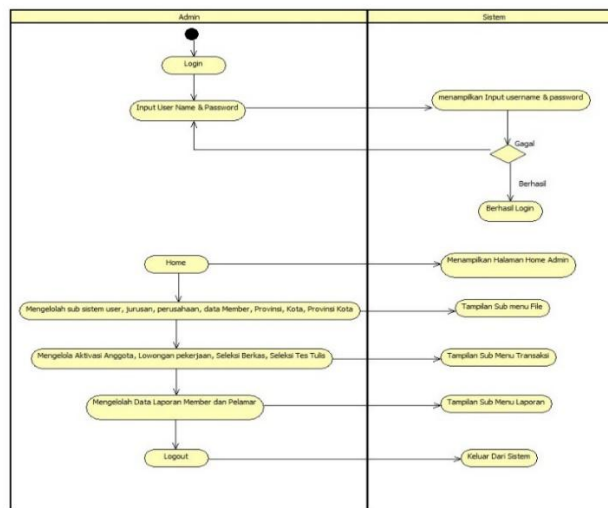 Admin
Sistem
Login
Input User Name & Password
menampilkan Input username & password
Gagal
Berhasil
Berhasil Login
Home
Menampilkan Halaman Home Admin
Mengelolah sub sistem user, jurusan, perusahaan, data Member, Provinsi, Kota, Provinsi Kota
Tampilan Sub menu File
Mengelola Aktivasi Anggota, Lowongan pekerjaan, Seleksi Berkas, Seleksi Tes Tulis
Tampilan Sub Menu Transaksi
Mengelolah Data Laporan Member dan Pelamar
Tampilan Sub Menu Laporan
Logout
Keluar Dari Sistem